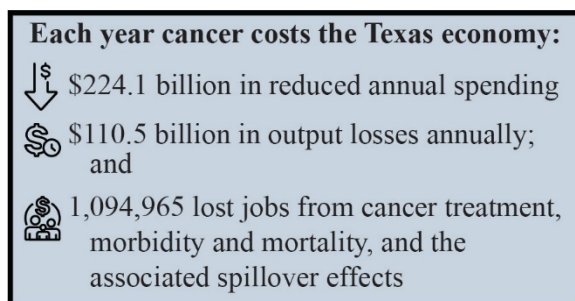 Each year cancer costs the Texas economy:
$224.1 billion in reduced annual spending
$110.5 billion in output losses annually;
and
1,094,965 lost jobs from cancer treatment,
morbidity and mortality, and the
associated spillover effects